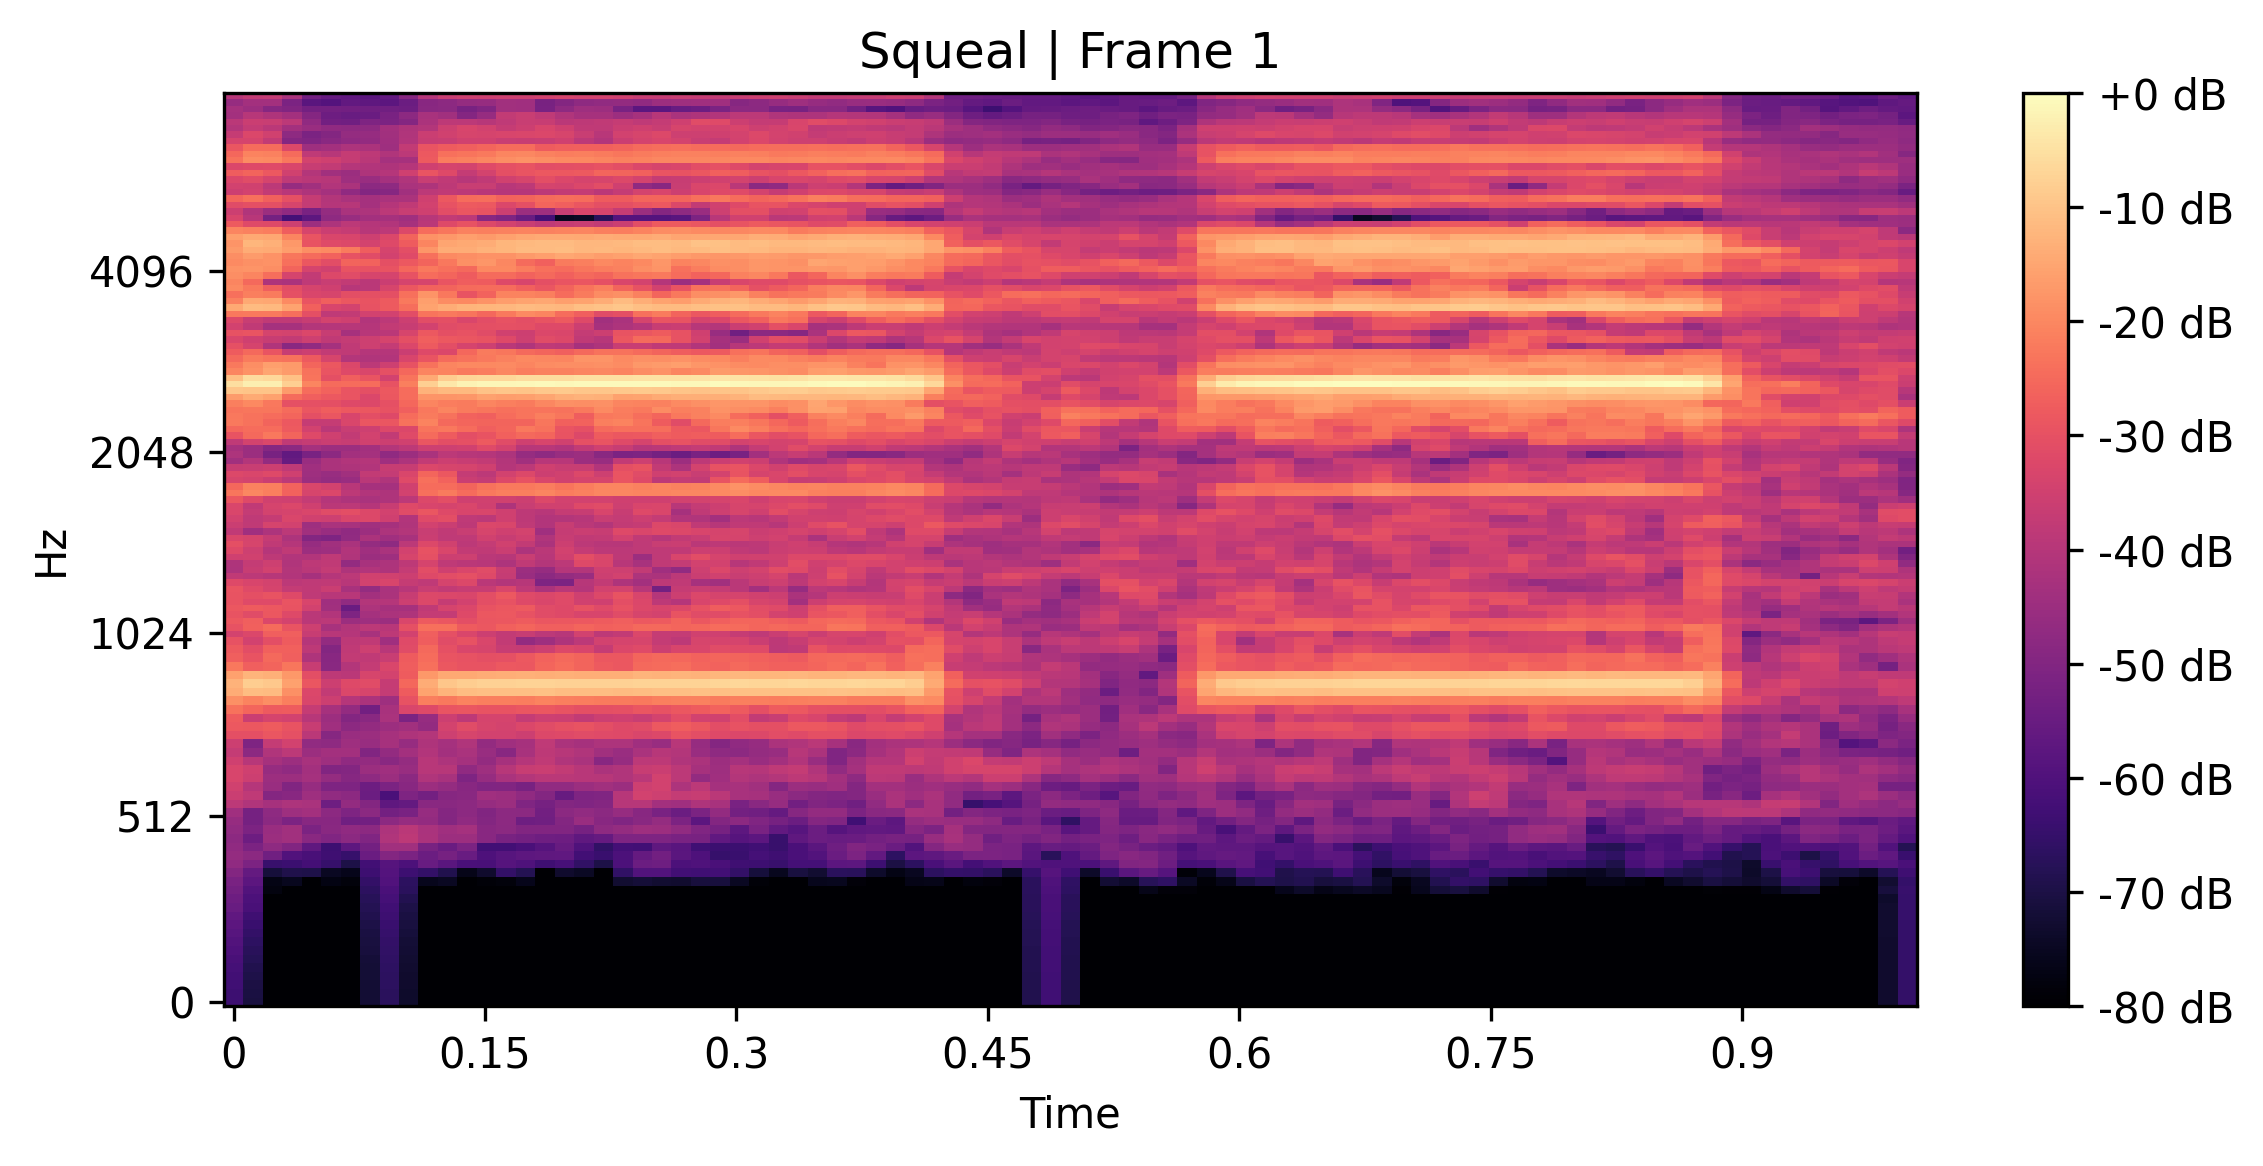 Squeal | Frame 1
+0 dB
-10 dB
-20 dB
-30 dB
-40 dB
-50 dB
-60 dB
-70 dB
-80 dB
Hz
4096
2048
1024
512
0
0 0.15 0.3 0.45 0.6 0.75 0.9
Time